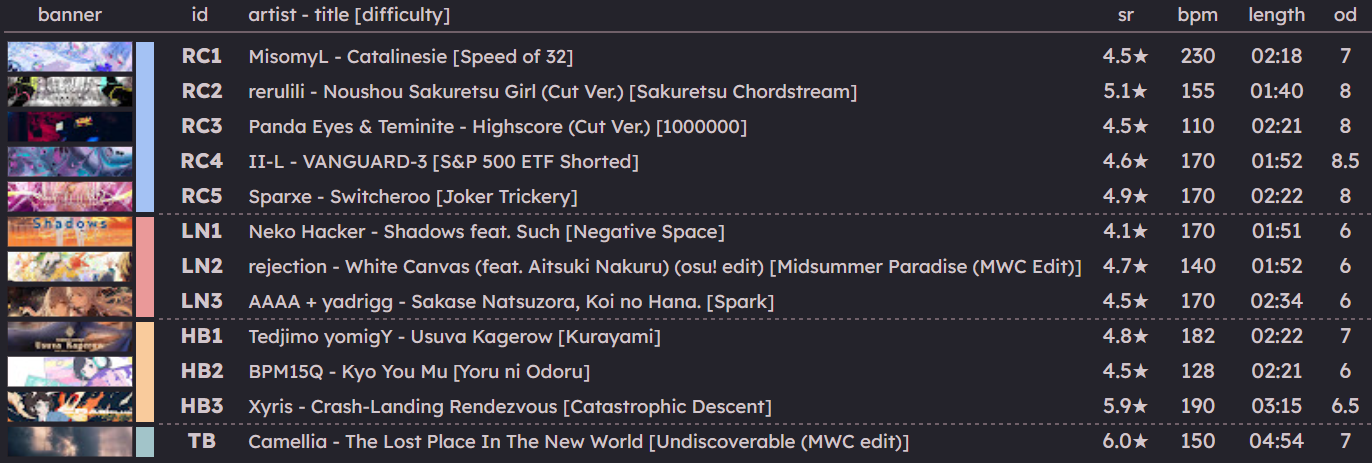 banner id artist - title [difficulty] sr bpm length od
RC1 MisomyL - Catalinesie [Speed of 32] 4.5★ 230 02:18 7
RC2 rerulili - Noushou Sakuretsu Girl (Cut Ver.) [Sakuretsu Chordstream] 5.1★ 155 01:40 8
RC3 Panda Eyes & Teminite - Highscore (Cut Ver.) [1000000] 4.5★ 110 02:21 8
RC4 II-L - VANGUARD-3 [S&P 500 ETF Shorted] 4.6★ 170 01:52 8.5
RC5 Sparxe - Switcheroo [Joker Trickery] 4.9★ 170 02:22 8
Shadows LN1 Neko Hacker - Shadows feat. Such [Negative Space] 4.1★ 170 01:51 6
LN2 rejection - White Canvas (feat. Aitsuki Nakuru) (osu! edit) [Midsummer Paradise (MWC Edit)] 4.7★ 140 01:52 6
LN3 AAAA + yadrigg - Sakase Natsuzora, Koi no Hana. [Spark] 4.5★ 170 02:34 6
Usuva Kagerow HB1 Tedjimo yomigY - Usuva Kagerow [Kurayami] 4.8★ 182 02:22 7
HB2 BPM15Q - Kyo You Mu [Yoru ni Odoru] 4.5★ 128 02:21 6
HB3 Xyris - Crash-Landing Rendezvous [Catastrophic Descent] 5.9★ 190 03:15 6.5
TB Camellia - The Lost Place In The New World [Undiscoverable (MWC edit)] 6.0★ 150 04:54 7